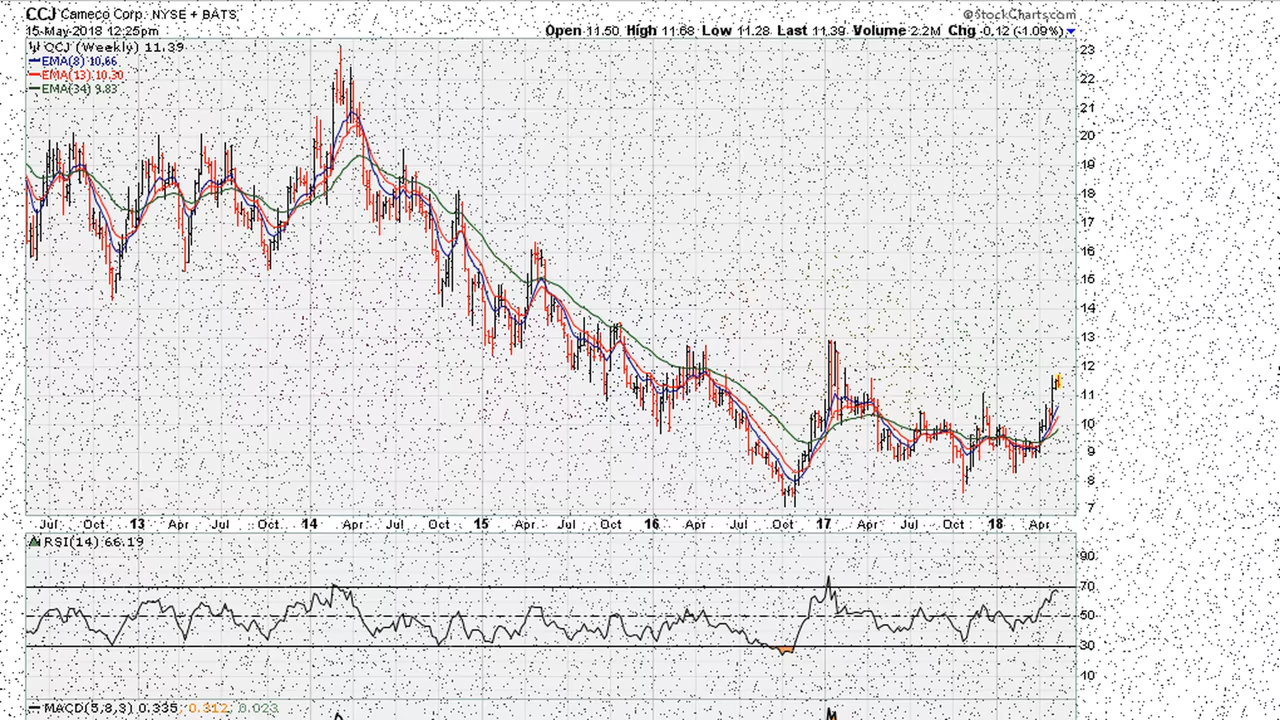 CCJ Cameco Corp. NYSE + BATS
©StockCharts.com
15-May-2018 12:25pm
Open 11.50 High 11.68 Low 11.28 Last 11.39 Volume 2.2M Chg -0.12 (-1.09%)
CCJ (Weekly) 11.39
EMA(8) 10.66
EMA(13) 10.30
EMA(34) 9.83
23
22
21
20
19
18
17
16
15
14
13
12
11
10
9
8
7
Jul Oct 13 Apr Jul Oct 14 Apr Jul Oct 15 Apr Jul Oct 16 Apr Jul Oct 17 Apr Jul Oct 18 Apr
RSI(14) 66.19
90
70
50
30
10
MACD(5,8,3) 0.335, 0.312, 0.023